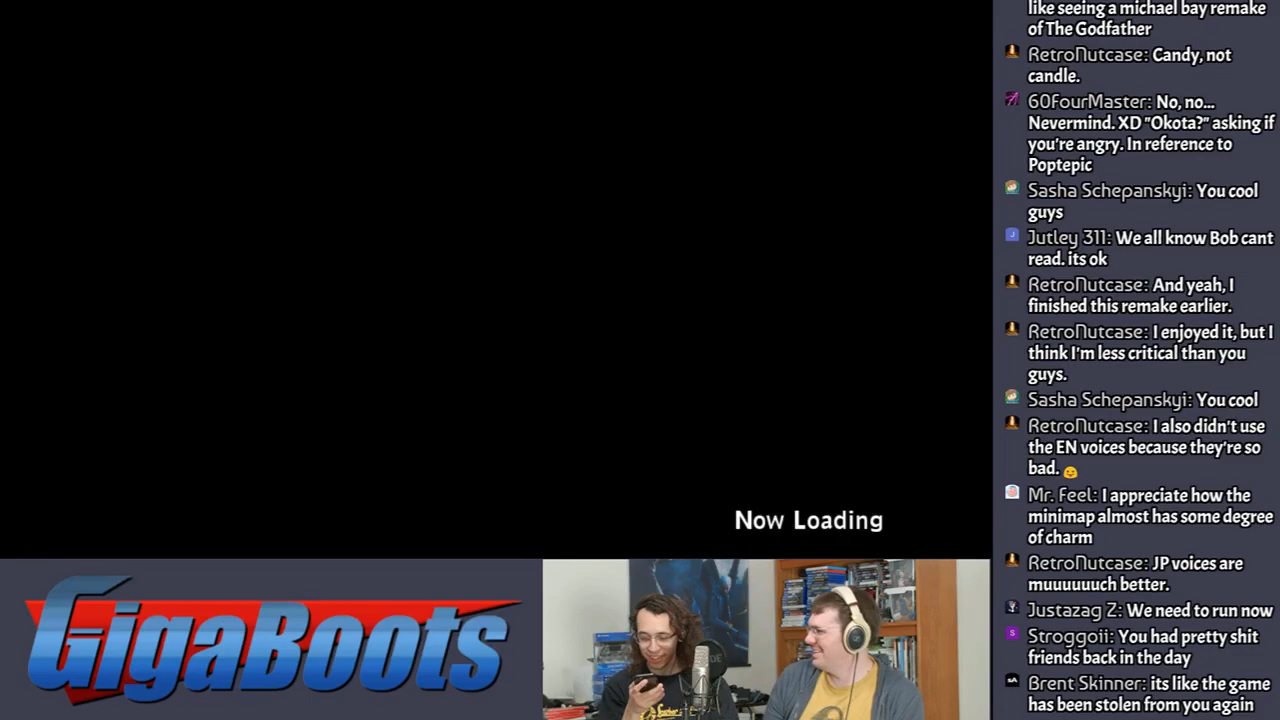 like seeing a michael bay remake
of The Godfather
RetroNutcase: Candy, not
candle.
60FourMaster: No, no...
Nevermind. XD "Okota?" asking if
you're angry. In reference to
Poptepic
Sasha Schepanskyi: You cool
guys
Jutley 311: We all know Bob cant
read. its ok
RetroNutcase: And yeah, I
finished this remake earlier.
RetroNutcase: I enjoyed it, but I
think I'm less critical than you
guys.
Sasha Schepanskyi: You cool
RetroNutcase: I also didn't use
the EN voices because they're so
bad.
Mr. Feel: I appreciate how the
minimap almost has some degree
of charm
RetroNutcase: JP voices are
muuuuuuch better.
Justazag Z: We need to run now
Stroggoii: You had pretty shit
friends back in the day
Brent Skinner: its like the game
has been stolen from you again
Now Loading
GigaBoots